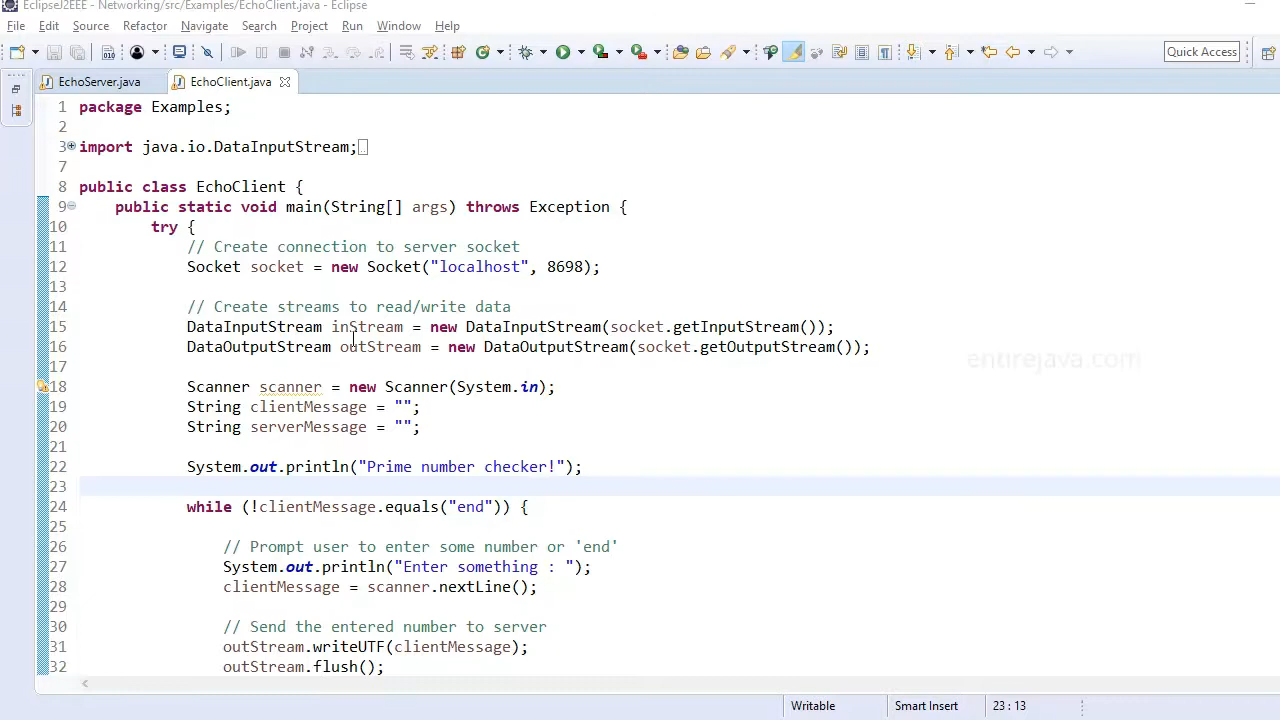 EclipseJ2EEE - Networking/src/Examples/EchoClient.java - Eclipse
File Edit Source Refactor Navigate Search Project Run Window Help
Quick Access
EchoServer.java EchoClient.java
1 package Examples;
2
3 import java.io.DataInputStream;
7
8 public class EchoClient {
9 public static void main(String[] args) throws Exception {
10 try {
11 // Create connection to server socket
12 Socket socket = new Socket("localhost", 8698);
13
14 // Create streams to read/write data
15 DataInputStream inStream = new DataInputStream(socket.getInputStream());
16 DataOutputStream outStream = new DataOutputStream(socket.getOutputStream());
entirejava.com
17
18 Scanner scanner = new Scanner(System.in);
19 String clientMessage = "";
20 String serverMessage = "";
21
22 System.out.println("Prime number checker!");
23
24 while (!clientMessage.equals("end")) {
25
26 // Prompt user to enter some number or 'end'
27 System.out.println("Enter something : ");
28 clientMessage = scanner.nextLine();
29
30 // Send the entered number to server
31 outStream.writeUTF(clientMessage);
32 outStream.flush();
Writable Smart Insert 23 : 13